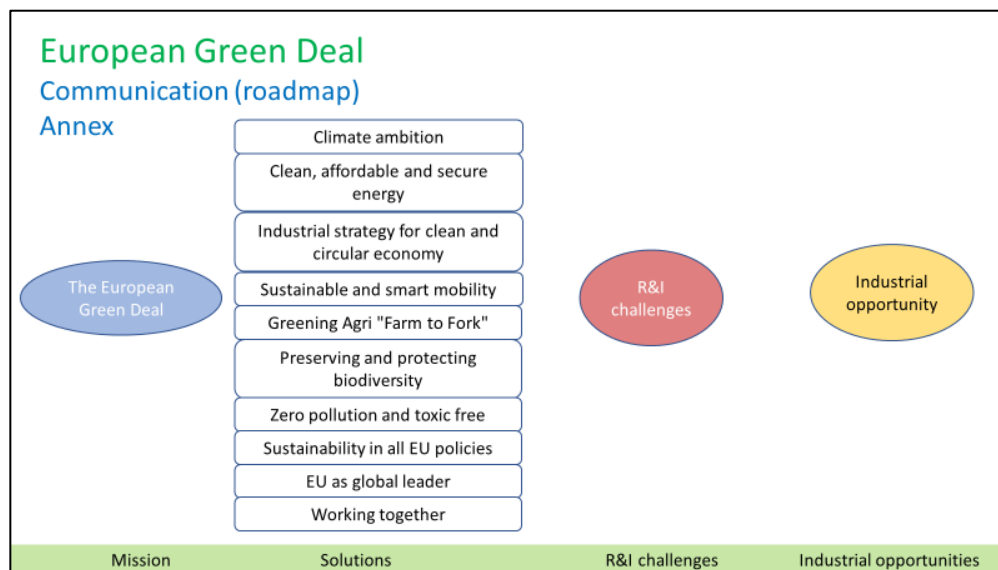 European Green Deal
Communication (roadmap)
Annex
Climate ambition
Clean, affordable and secure
energy
Industrial strategy for clean and
circular economy
Sustainable and smart mobility
Greening Agri "Farm to Fork"
Preserving and protecting
biodiversity
Zero pollution and toxic free
Sustainability in all EU policies
EU as global leader
Working together
The European
Green Deal
R&I
challenges
Industrial
opportunity
Mission
Solutions
R&I challenges
Industrial opportunities